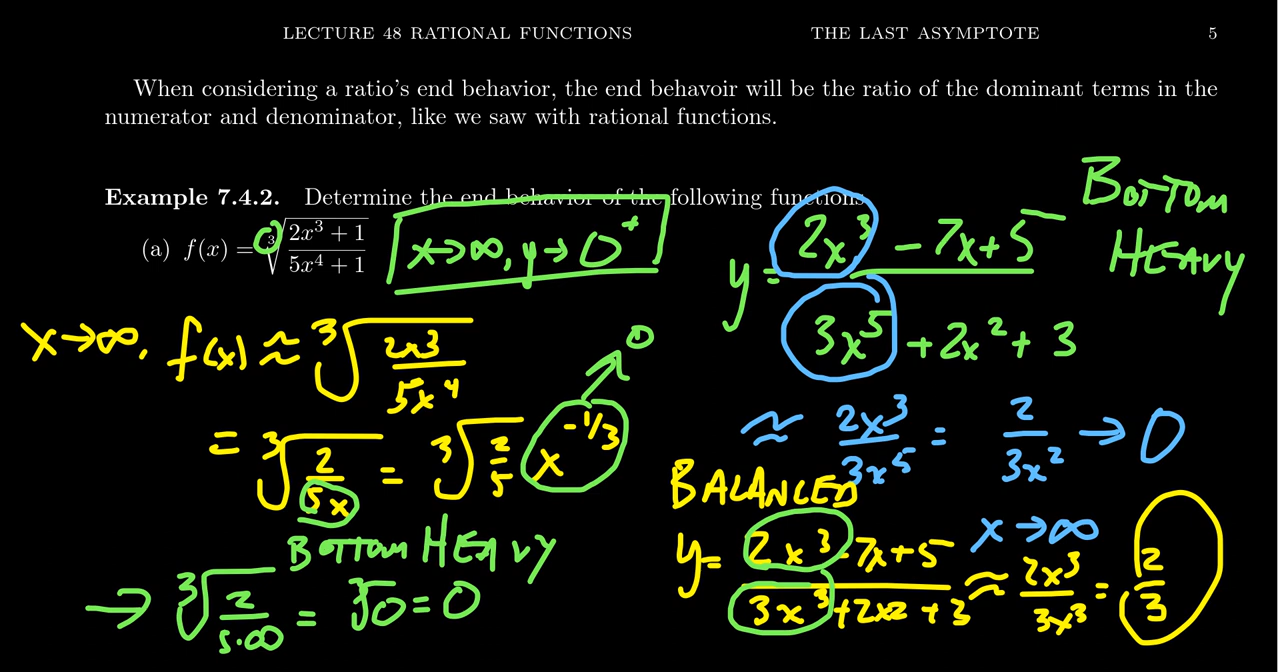 LECTURE 48 RATIONAL FUNCTIONS THE LAST ASYMPTOTE 5
When considering a ratio's end behavior, the end behavoir will be the ratio of the dominant terms in the
numerator and denominator, like we saw with rational functions.
Example 7.4.2. Determine the end behavior of the following functions
(a) f(x) = ∛((2x³ + 1)/(5x⁴ + 1))
x→∞, y→0⁺
x→∞, f(x) ≈ ∛(2x³/5x⁴)
= ∛(2/5x) = ∛(2/5) x^(-1/3) → 0
BOTTOM HEAVY
→ ∛(2/5·∞) = ∛0 = 0
BOTTOM
HEAVY
y = (2x³ - 7x + 5)/(3x⁵ + 2x² + 3)
≈ 2x³/3x⁵ = 2/3x² → 0
x→∞
BALANCED
y = (2x³ - 7x + 5)/(3x³ + 2x2 + 3) ≈ 2x³/3x³ = 2/3